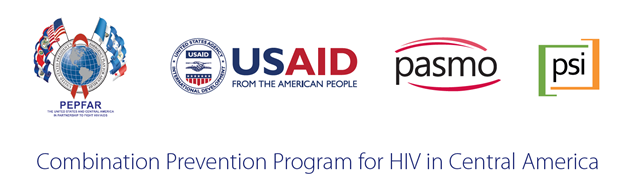 PEPFAR
THE UNITED STATES AND CENTRAL AMERICA
IN PARTNERSHIP TO FIGHT HIV/AIDS
UNITED STATES AGENCY
INTERNATIONAL DEVELOPMENT
USAID
USAID
FROM THE AMERICAN PEOPLE
pasmo
psi
Combination Prevention Program for HIV in Central America